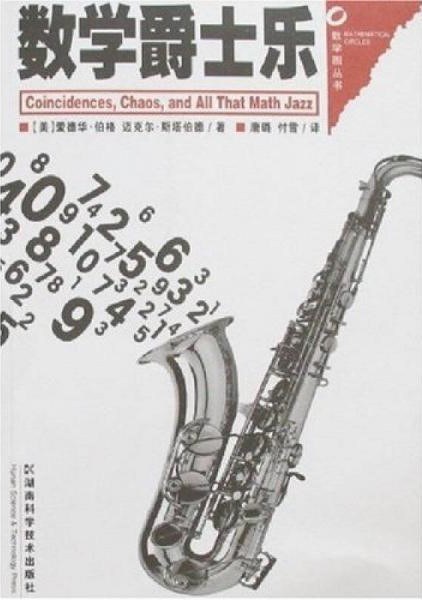 数学爵士乐
Coincidences, Chaos, and All That Math Jazz
[美]爱德华·伯格 迈克尔·斯塔伯德/著
唐璐 付雪/译
数学圈丛书
MATHEMATICAL
CIRCLES
湖南科学技术出版社
Hunan Science & Technology Press